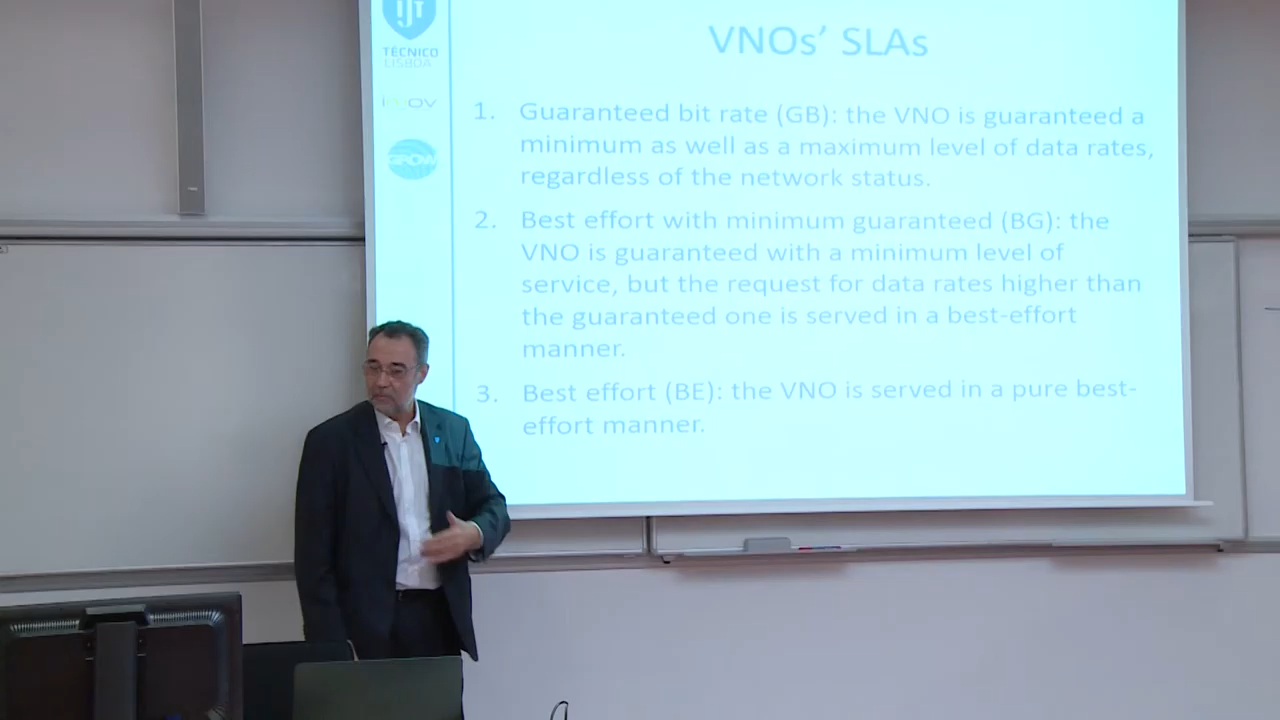 IJT
TÉCNICO
LISBOA
iNOV
GROW
VNOs' SLAs
1. Guaranteed bit rate (GB): the VNO is guaranteed a
minimum as well as a maximum level of data rates,
regardless of the network status.
2. Best effort with minimum guaranteed (BG): the
VNO is guaranteed with a minimum level of
service, but the request for data rates higher than
the guaranteed one is served in a best-effort
manner.
3. Best effort (BE): the VNO is served in a pure best-
effort manner.